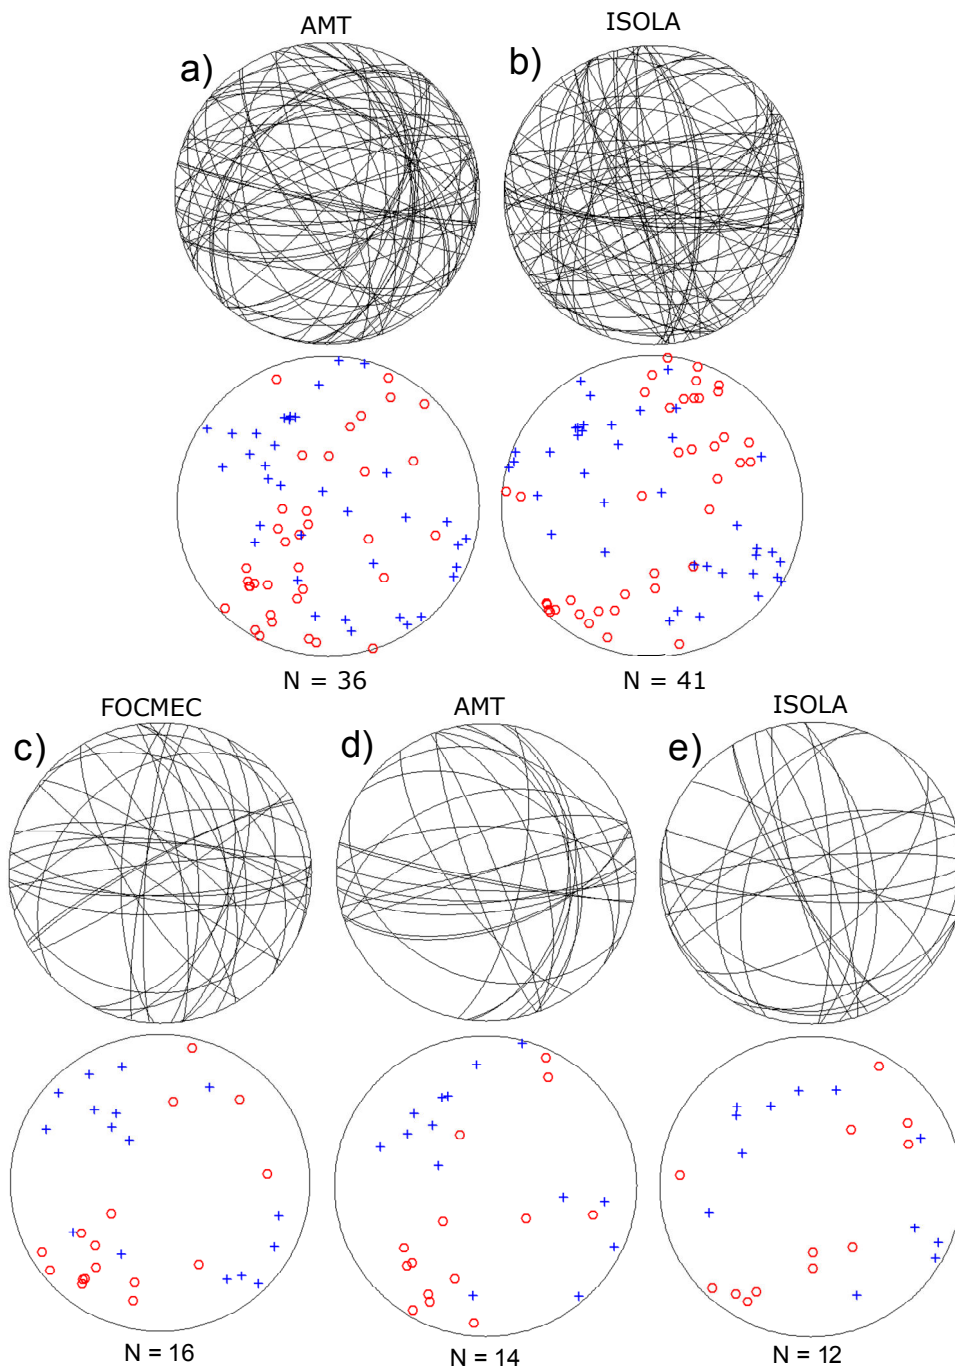 AMT
ISOLA
a)
b)
N = 36
N = 41
FOCMEC
AMT
ISOLA
c)
d)
e)
N = 16
N = 14
N = 12